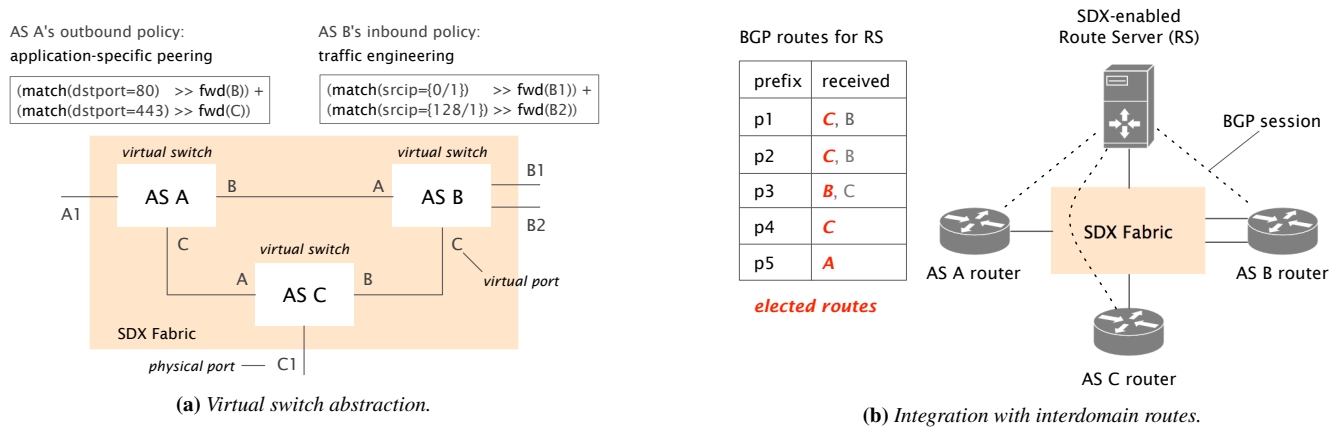 AS A's outbound policy:
application-specific peering
(match(dstport=80) >> fwd(B)) +
(match(dstport=443) >> fwd(C))
AS B's inbound policy:
traffic engineering
(match(srcip={0/1}) >> fwd(B1)) +
(match(srcip={128/1}) >> fwd(B2))
virtual switch
virtual switch
AS A
B
A
AS B
B1
A1
B2
C
virtual switch
C
A
AS C
B
virtual port
SDX Fabric
physical port
C1
(a) Virtual switch abstraction.
BGP routes for RS
prefix received
p1 C, B
p2 C, B
p3 B, C
p4 C
p5 A
elected routes
SDX-enabled
Route Server (RS)
BGP session
SDX Fabric
AS A router
AS B router
AS C router
(b) Integration with interdomain routes.